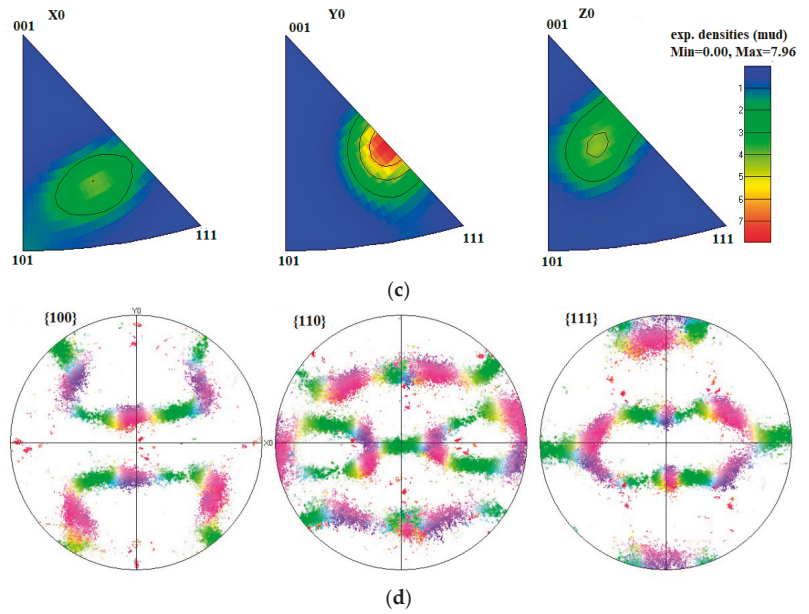 X0
Y0
Z0
001
001
001
exp. densities (mud)
Min=0.00, Max=7.96
1
2
3
4
5
6
7
101
111
101
111
101
111
(c)
{100}
Y0
{110}
{111}
X0
(d)